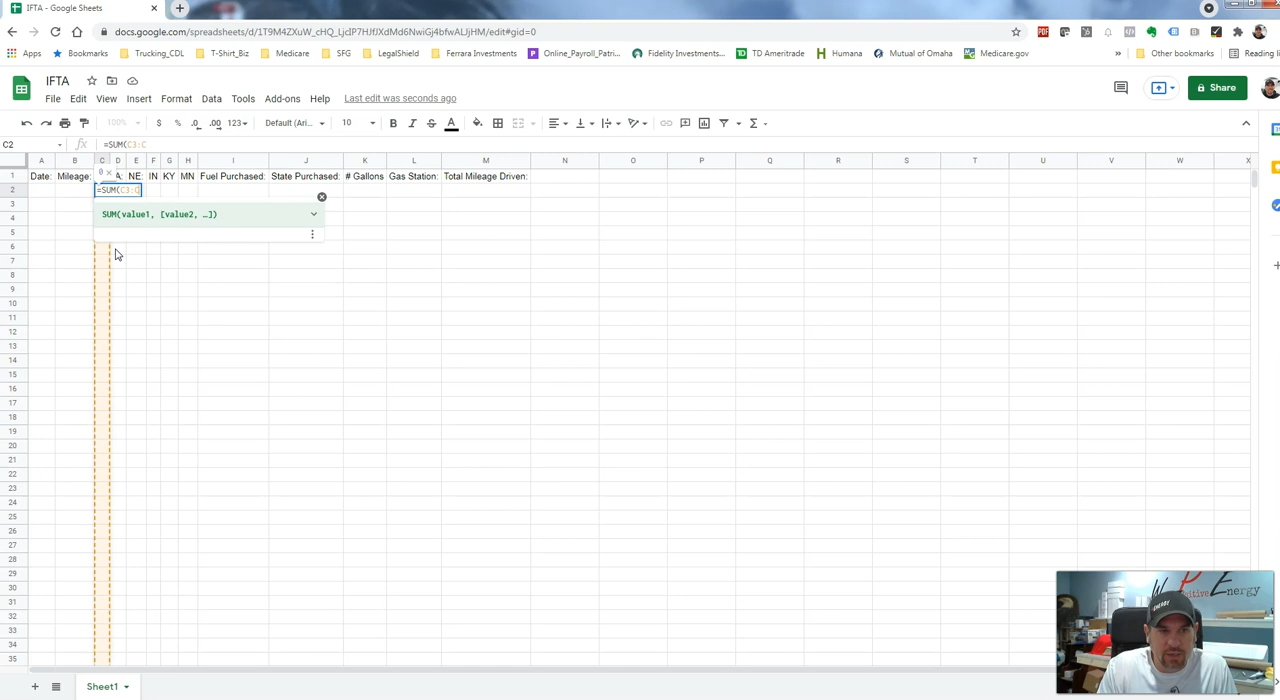 IFTA - Google Sheets × +
docs.google.com/spreadsheets/d/1T9M4ZXuW_cHQ_LjcIP7HJfJXdMd6NwiGj4bfwALIjHM/edit#gid=0
Apps Bookmarks Trucking_CDL T-Shirt_Biz Medicare SFG LegalShield Ferrara Investments Online_Payroll_Patri... Fidelity Investments... TD Ameritrade Humana Mutual of Omaha Medicare.gov » Other bookmarks Reading
IFTA
File Edit View Insert Format Data Tools Add-ons Help Last edit was seconds ago Share
100% $ % .0 .00 123 Default (Ari... 10 B I S A
C2 fx =SUM(C3:C
A B C D E F G H I J K L M N O P Q R S T U V W X
1 Date: Mileage: A: NE: IN KY MN Fuel Purchased: State Purchased: # Gallons Gas Station: Total Mileage Driven:
0 ×
2 =SUM(C3:C
3
4 SUM(value1, [value2, …])
5
6
7
8
9
10
11
12
13
14
15
16
17
18
19
20
21
22
23
24
25
26
27
28
29
30
31
32
33
34
35
W P E
sitive Energy
ENERGY
+ Sheet1